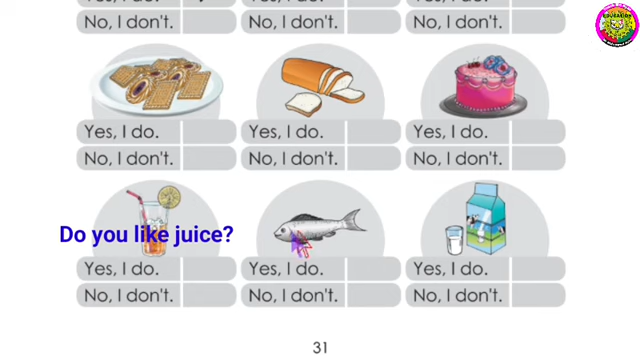 No, I don't. No, I don't. No, I don't.
Yes, I do. Yes, I do. Yes, I do.
No, I don't. No, I don't. No, I don't.
Do you like juice?
Yes, I do. Yes, I do. Yes, I do.
No, I don't. No, I don't. No, I don't.
31